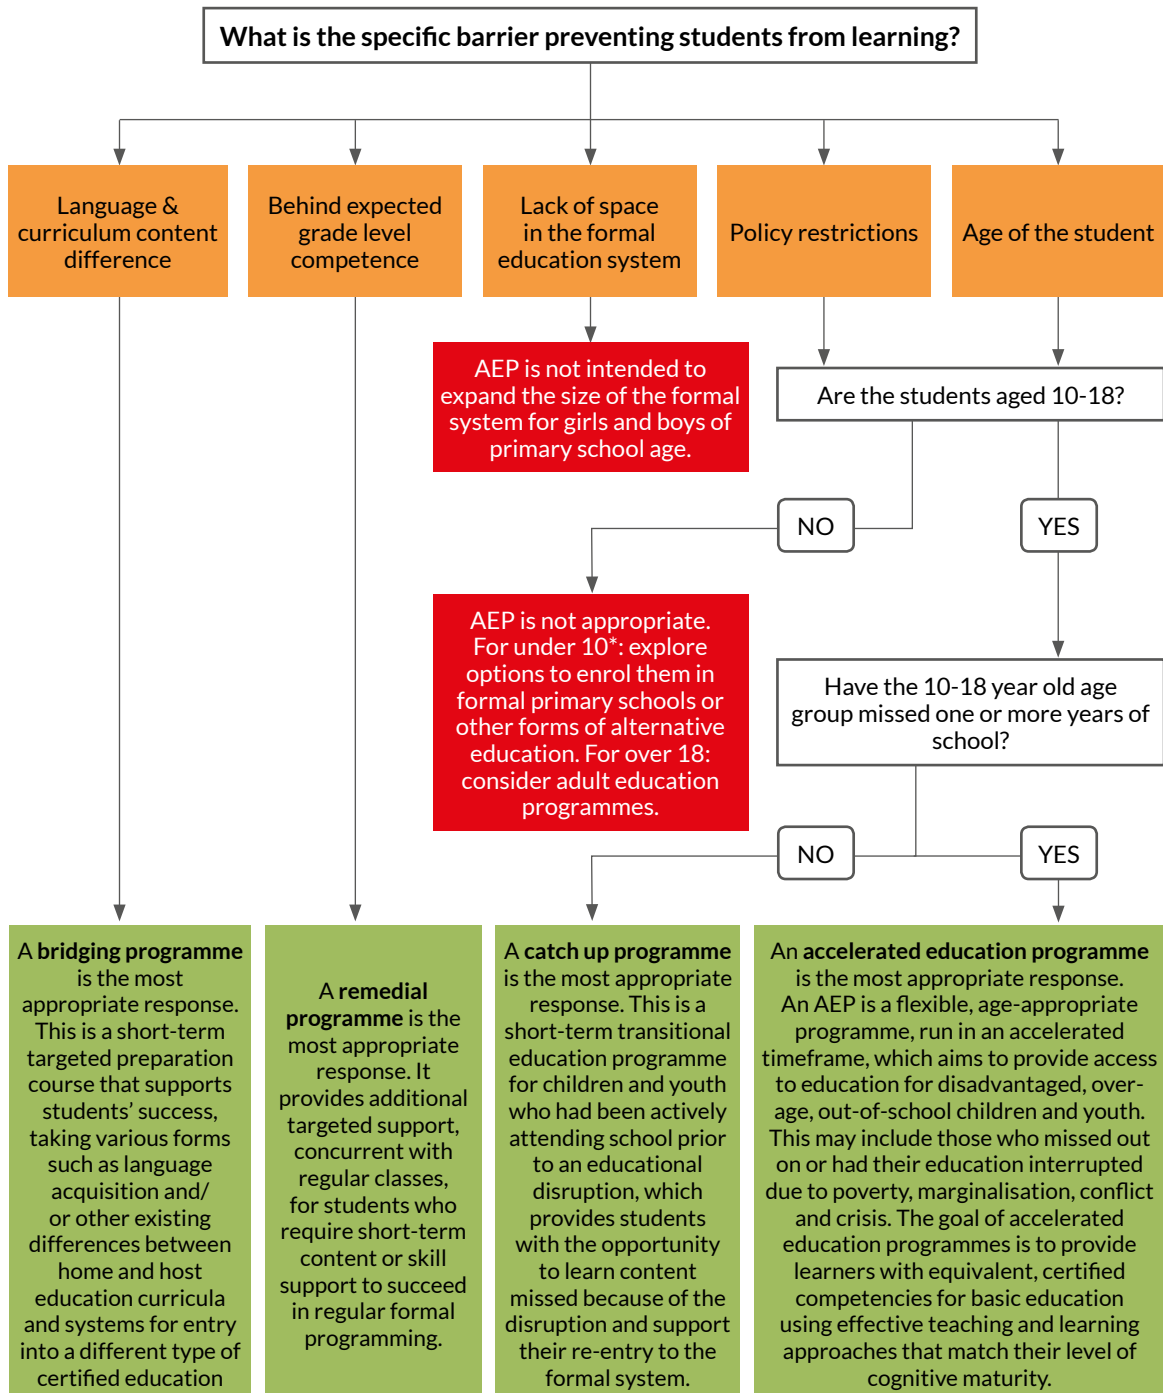 What is the specific barrier preventing students from learning?
Language &
curriculum content
difference
Behind expected
grade level
competence
Lack of space
in the formal
education system
Policy restrictions
Age of the student
AEP is not intended to
expand the size of the formal
system for girls and boys of
primary school age.
Are the students aged 10-18?
NO
YES
AEP is not appropriate.
For under 10*: explore
options to enrol them in
formal primary schools or
other forms of alternative
education. For over 18:
consider adult education
programmes.
Have the 10-18 year old age
group missed one or more years of
school?
NO
YES
A bridging programme
is the most
appropriate response.
This is a short-term
targeted preparation
course that supports
students’ success,
taking various forms
such as language
acquisition and/
or other existing
differences between
home and host
education curricula
and systems for entry
into a different type of
certified education
A remedial
programme is the
most appropriate
response. It
provides additional
targeted support,
concurrent with
regular classes,
for students who
require short-term
content or skill
support to succeed
in regular formal
programming.
A catch up programme
is the most appropriate
response. This is a
short-term transitional
education programme
for children and youth
who had been actively
attending school prior
to an educational
disruption, which
provides students
with the opportunity
to learn content
missed because of the
disruption and support
their re-entry to the
formal system.
An accelerated education programme
is the most appropriate response.
An AEP is a flexible, age-appropriate
programme, run in an accelerated
timeframe, which aims to provide access
to education for disadvantaged, over-
age, out-of-school children and youth.
This may include those who missed out
on or had their education interrupted
due to poverty, marginalisation, conflict
and crisis. The goal of accelerated
education programmes is to provide
learners with equivalent, certified
competencies for basic education
using effective teaching and learning
approaches that match their level of
cognitive maturity.